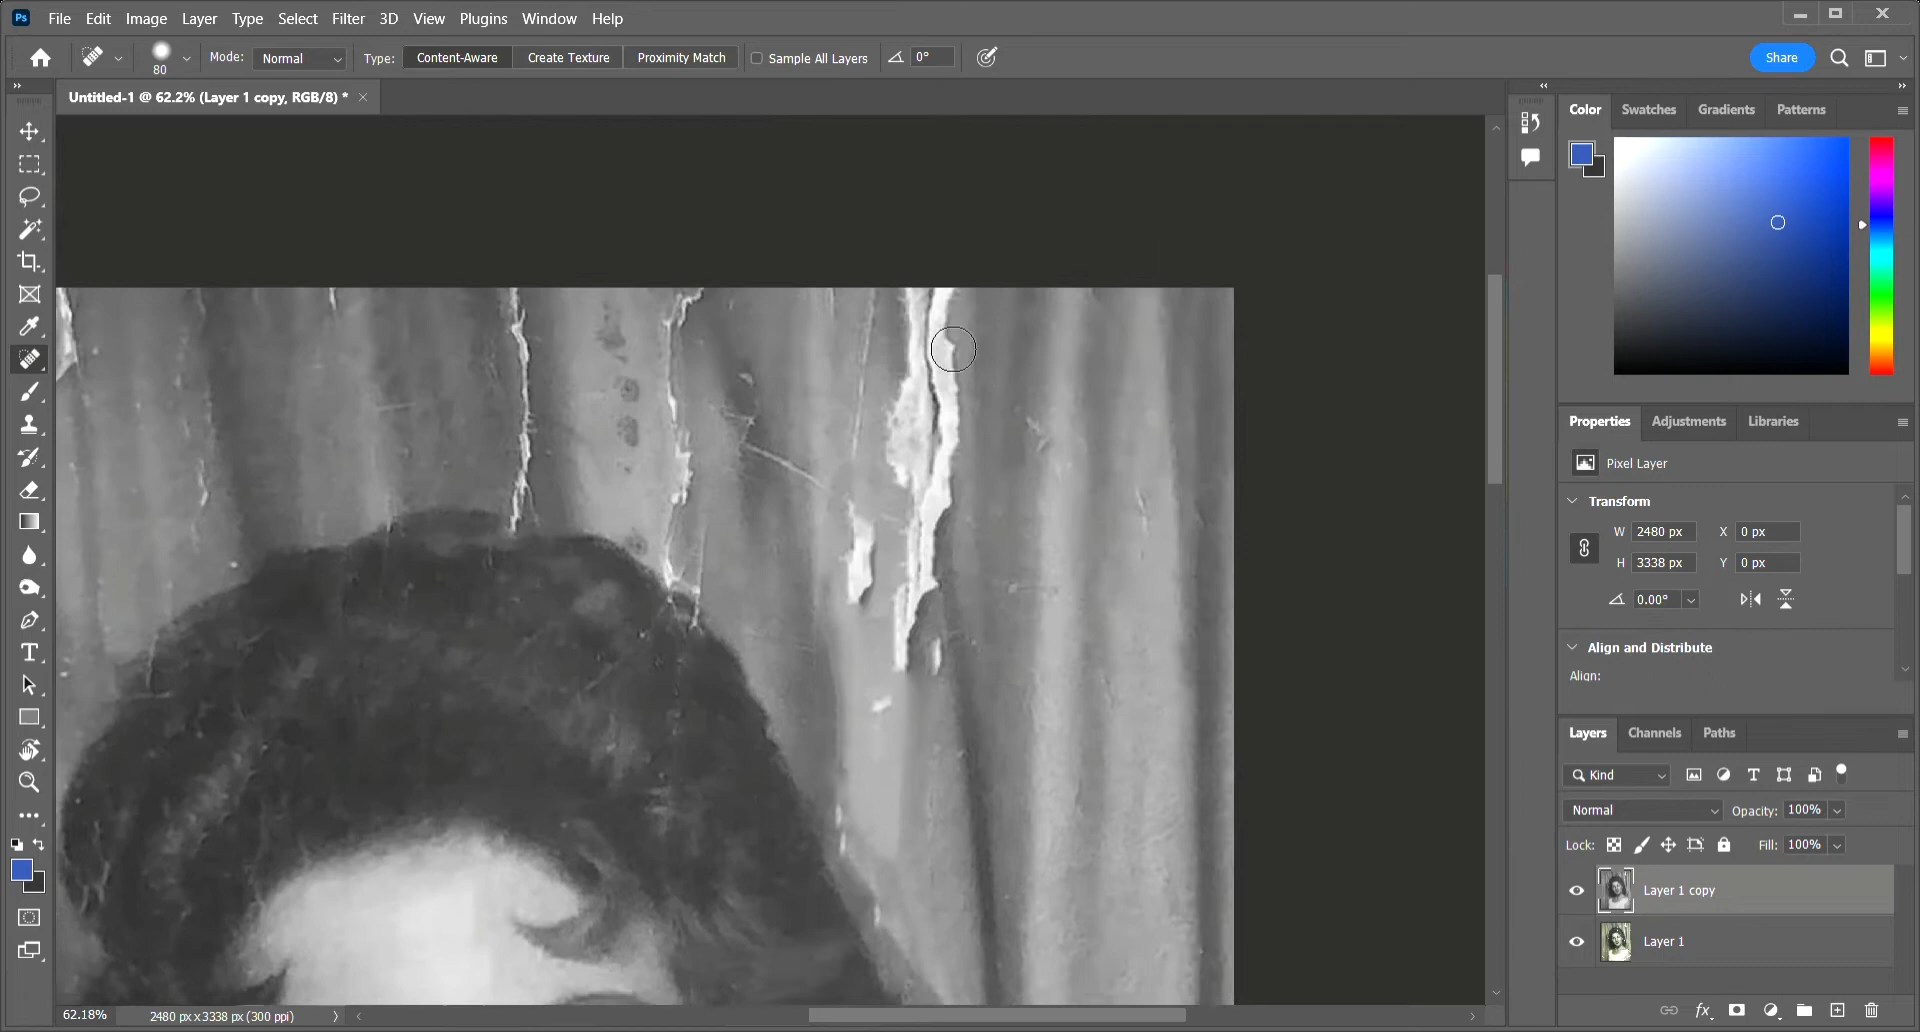 Ps File Edit Image Layer Type Select Filter 3D View Plugins Window Help
80 Mode: Normal Type: Content-Aware Create Texture Proximity Match Sample All Layers 0° Share
Untitled-1 @ 62.2% (Layer 1 copy, RGB/8) *
Color Swatches Gradients Patterns
Properties Adjustments Libraries
Pixel Layer
Transform
W 2480 px X 0 px
H 3338 px Y 0 px
0.00°
Align and Distribute
Align:
Layers Channels Paths
Kind
Normal Opacity: 100%
Lock: Fill: 100%
Layer 1 copy
Layer 1
fx
62.18% 2480 px x 3338 px (300 ppi)